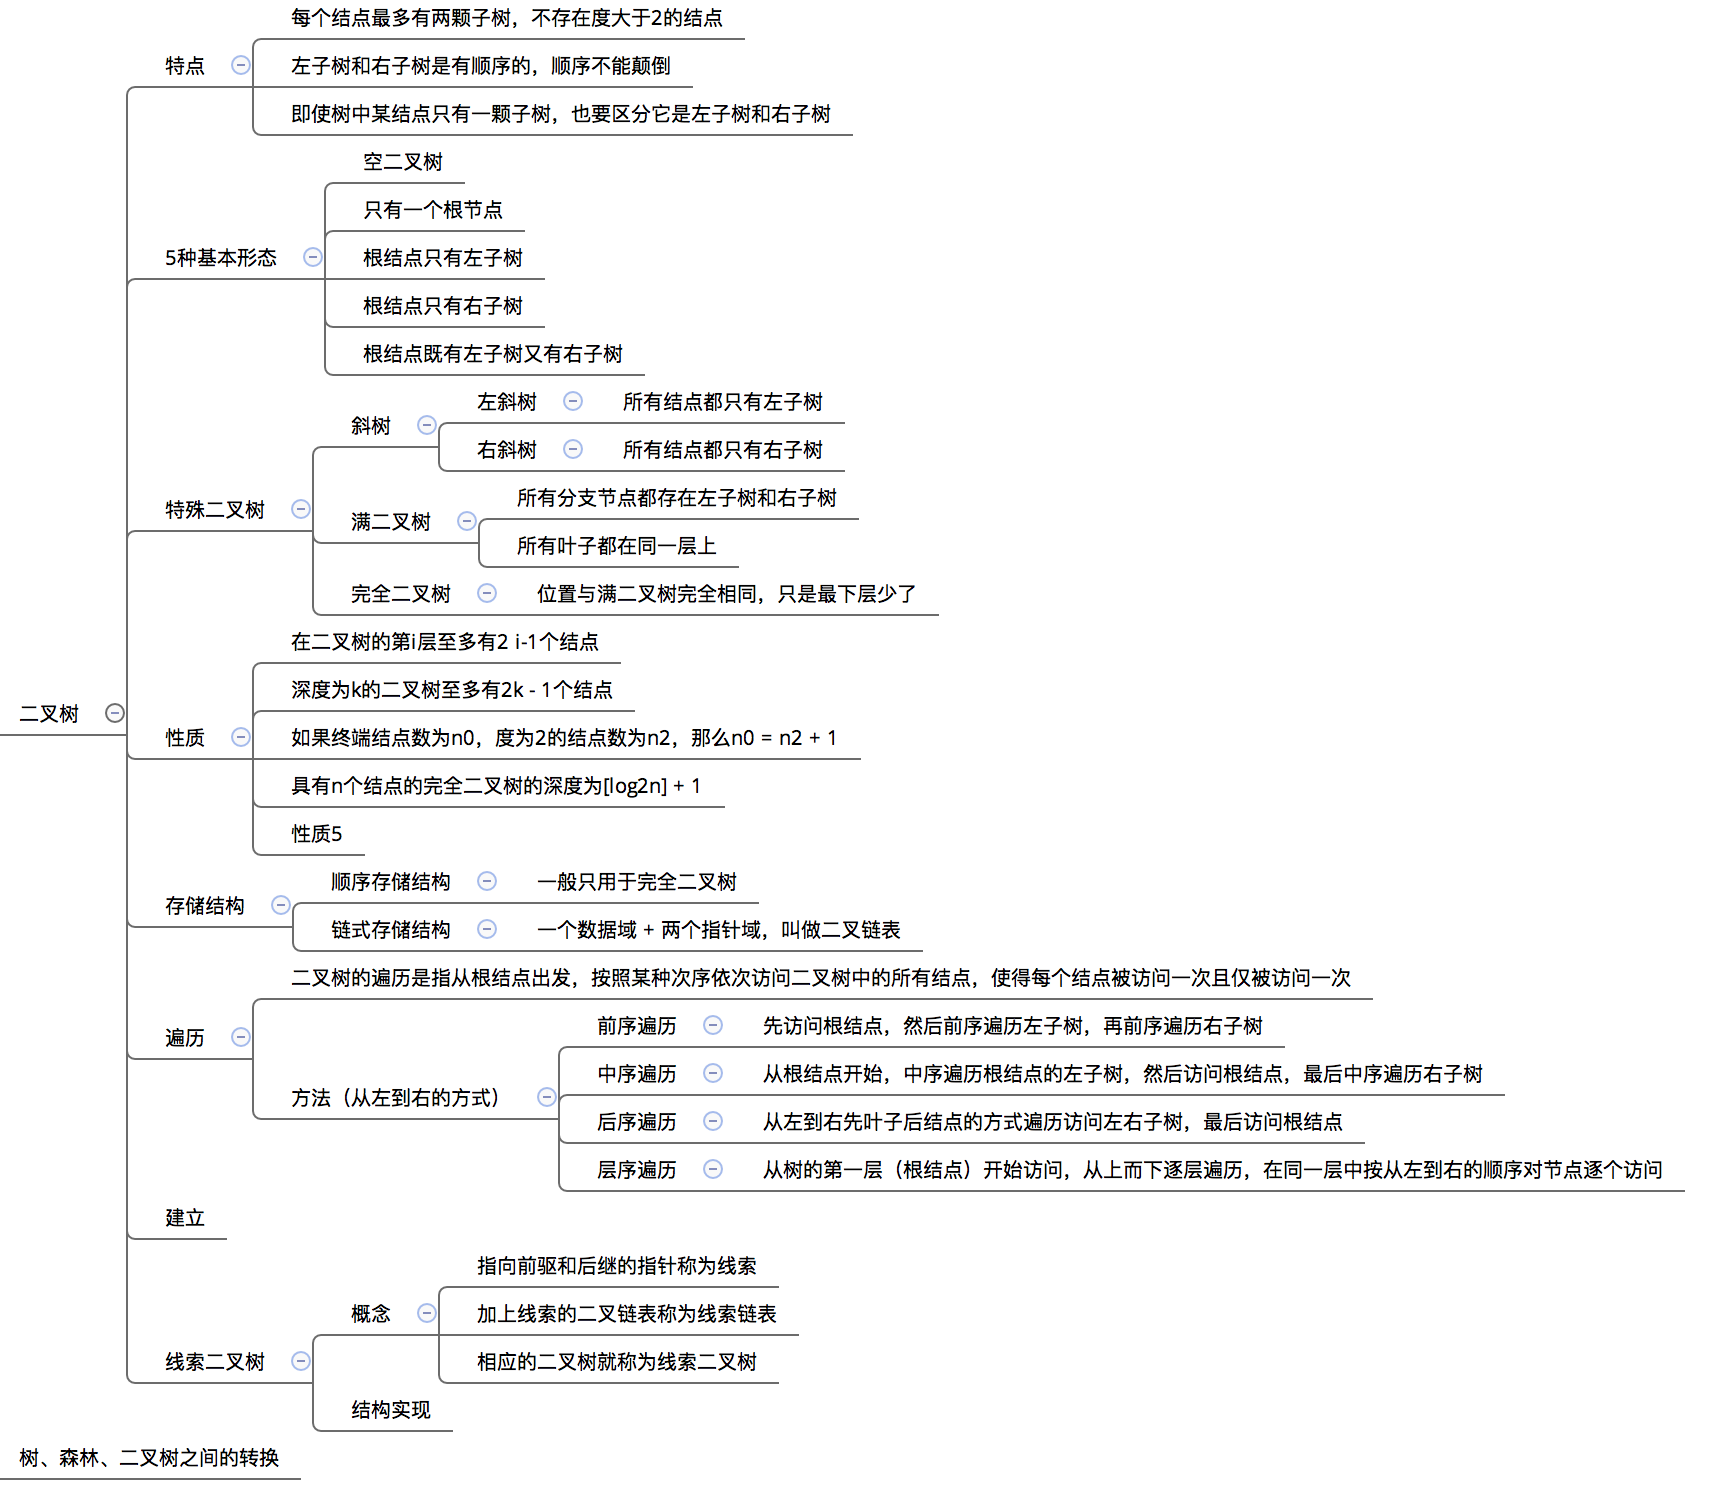 每个结点最多有两颗子树，不存在度大于2的结点
特点
左子树和右子树是有顺序的，顺序不能颠倒
即使树中某结点只有一颗子树，也要区分它是左子树和右子树
空二叉树
只有一个根节点
5种基本形态
根结点只有左子树
根结点只有右子树
根结点既有左子树又有右子树
左斜树 所有结点都只有左子树
斜树
右斜树 所有结点都只有右子树
所有分支节点都存在左子树和右子树
特殊二叉树
满二叉树
所有叶子都在同一层上
完全二叉树 位置与满二叉树完全相同，只是最下层少了
在二叉树的第i层至多有2 i-1个结点
深度为k的二叉树至多有2k - 1个结点
二叉树
性质
如果终端结点数为n0，度为2的结点数为n2，那么n0 = n2 + 1
具有n个结点的完全二叉树的深度为[log2n] + 1
性质5
顺序存储结构 一般只用于完全二叉树
存储结构
链式存储结构 一个数据域 + 两个指针域，叫做二叉链表
二叉树的遍历是指从根结点出发，按照某种次序依次访问二叉树中的所有结点，使得每个结点被访问一次且仅被访问一次
遍历
前序遍历 先访问根结点，然后前序遍历左子树，再前序遍历右子树
中序遍历 从根结点开始，中序遍历根结点的左子树，然后访问根结点，最后中序遍历右子树
方法（从左到右的方式）
后序遍历 从左到右先叶子后结点的方式遍历访问左右子树，最后访问根结点
层序遍历 从树的第一层（根结点）开始访问，从上而下逐层遍历，在同一层中按从左到右的顺序对节点逐个访问
建立
指向前驱和后继的指针称为线索
概念
加上线索的二叉链表称为线索链表
线索二叉树
相应的二叉树就称为线索二叉树
结构实现
树、森林、二叉树之间的转换